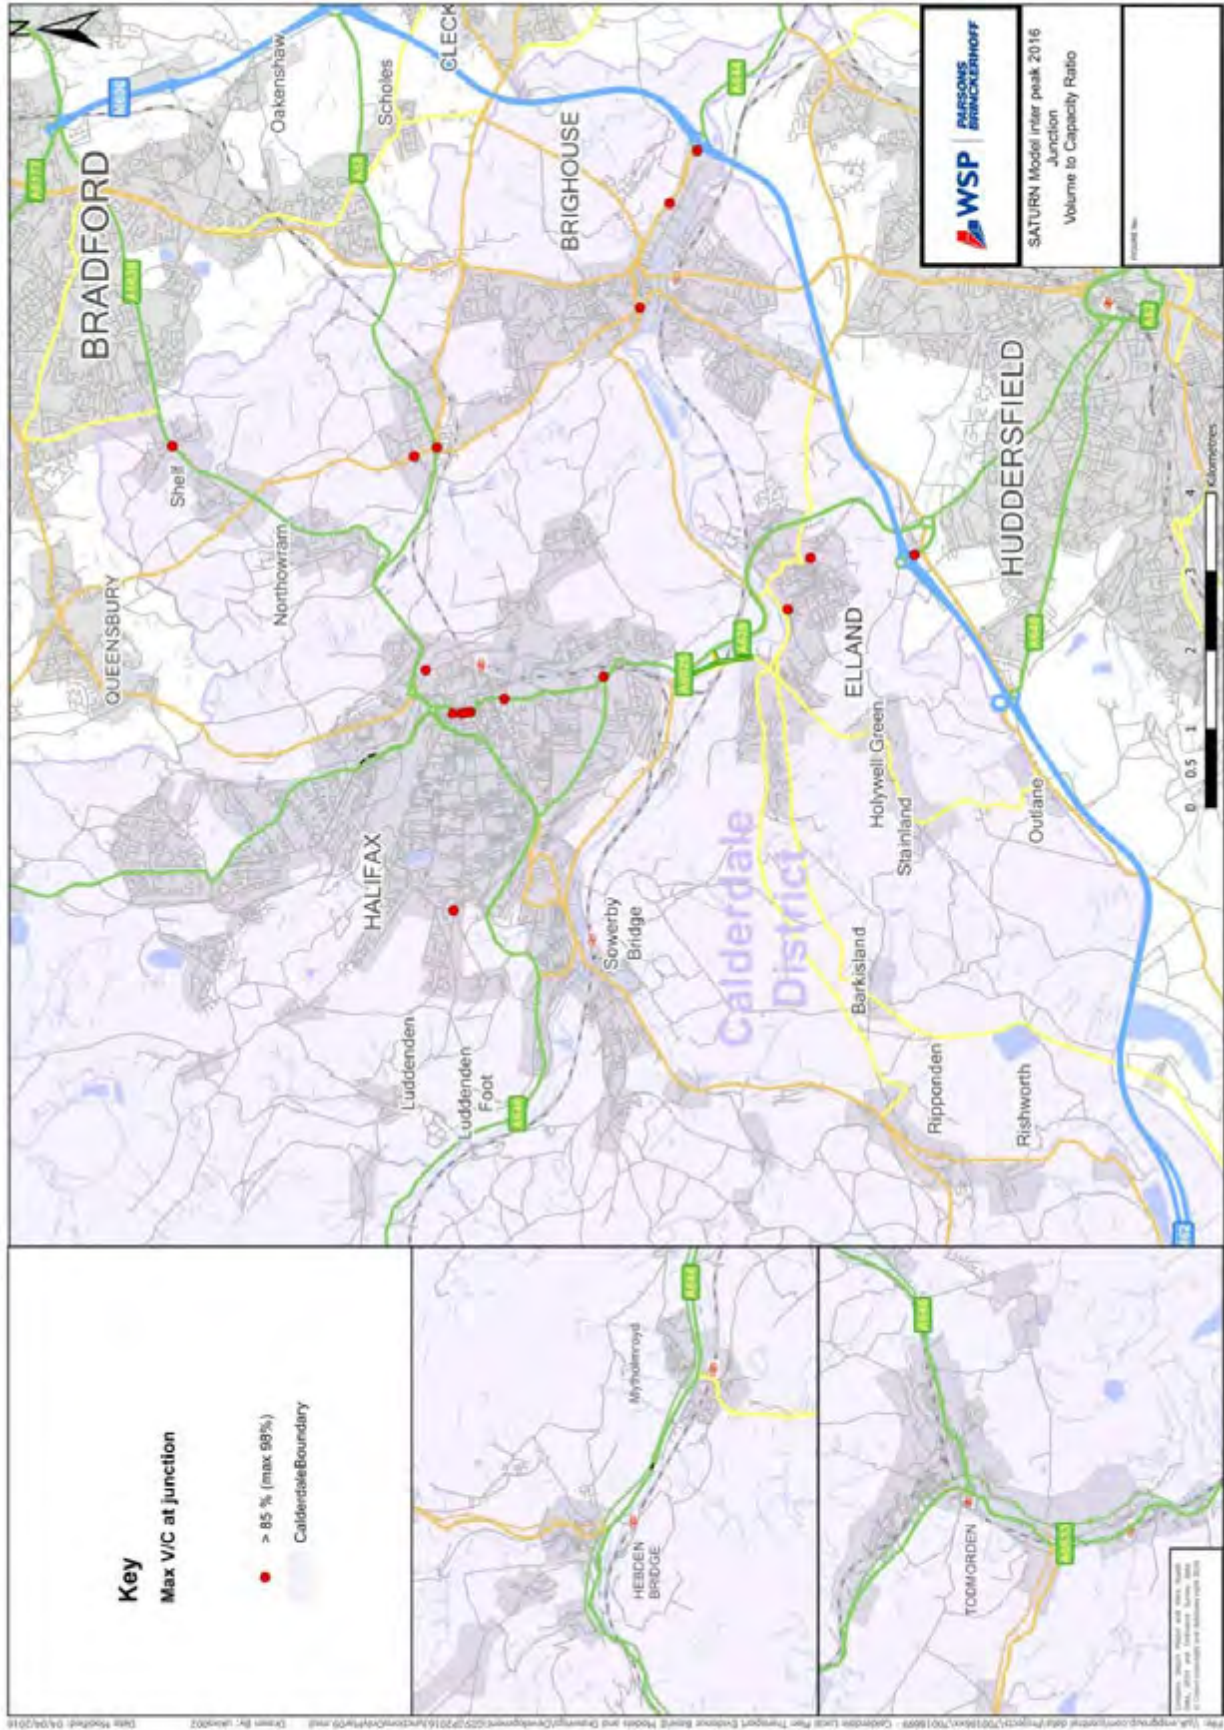 Key
Max V/C at junction
> 85 % (max 98%)
CalderdaleBoundary
N
BRADFORD
Oakenshaw
Scholes
CLECK
QUEENSBURY
Shelf
Northowram
BRIGHOUSE
HALIFAX
Luddenden
Luddenden
Foot
Sowerby
Bridge
Calderdale
District
ELLAND
Holywell Green
Stainland
Barkisland
Ripponden
Rishworth
Outlane
HUDDERSFIELD
A58
A644
A629
HEBDEN
BRIDGE
Mytholmroyd
TODMORDEN
0 0.5 1 2 3 4
Kilometres
WSP | PARSONS
BRINCKERHOFF
SATURN Model inter peak 2016
Junction
Volume to Capacity Ratio